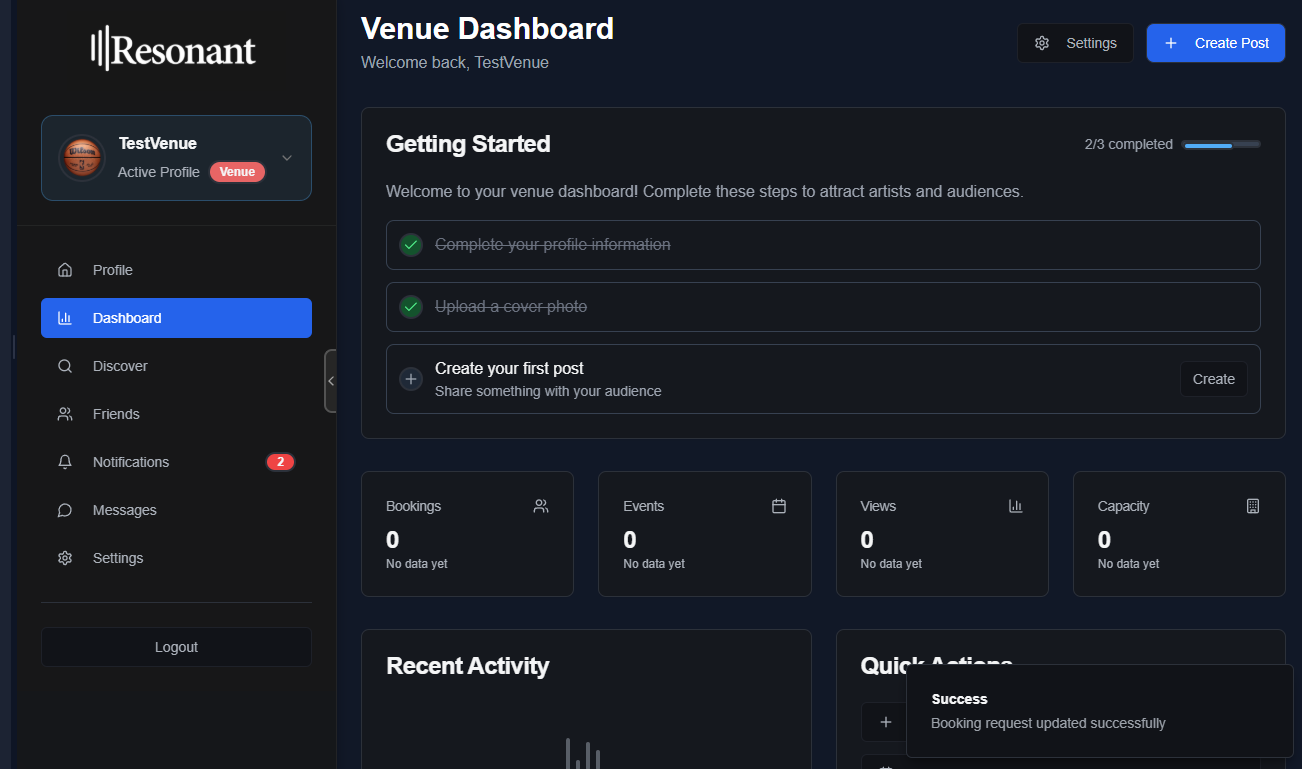 Resonant
TestVenue
Active Profile Venue
Profile
Dashboard
Discover
Friends
Notifications 2
Messages
Settings
Logout
Venue Dashboard
Welcome back, TestVenue
Settings
Create Post
Getting Started
2/3 completed
Welcome to your venue dashboard! Complete these steps to attract artists and audiences.
Complete your profile information
Upload a cover photo
Create your first post
Share something with your audience
Create
Bookings
0
No data yet
Events
0
No data yet
Views
0
No data yet
Capacity
0
No data yet
Recent Activity
Quick Actions
Success
Booking request updated successfully